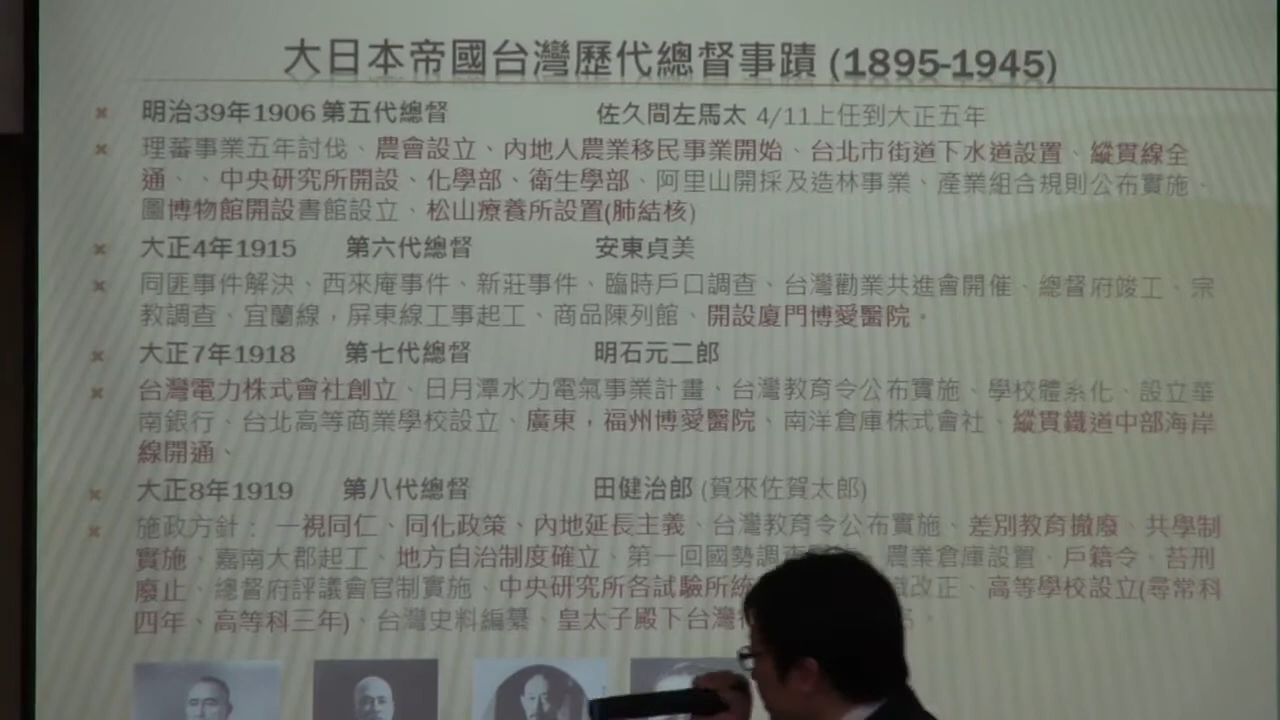 大日本帝國台灣歷代總督事蹟 (1895-1945)
明治39年1906 第五代總督 佐久間左馬太 4/11上任到大正五年
理蕃事業五年討伐、農會設立、內地人農業移民事業開始、台北市街道下水道設置、縱貫線全
通、、中央研究所開設、化學部、衛生學部、阿里山開採及造林事業、產業組合規則公布實施、
圖博物館開設書館設立、松山療養所設置(肺結核)
大正4年1915 第六代總督 安東貞美
同匪事件解決、西來庵事件、新莊事件、臨時戶口調查、台灣勸業共進會開催、總督府竣工、宗
教調查、宜蘭線，屏東線工事起工、商品陳列館、開設廈門博愛醫院。
大正7年1918 第七代總督 明石元二郎
台灣電力株式會社創立、日月潭水力電氣事業計畫、台灣教育令公布實施、學校體系化、設立華
南銀行、台北高等商業學校設立、廣東，福州博愛醫院、南洋倉庫株式會社、縱貫鐵道中部海岸
線開通、
大正8年1919 第八代總督 田健治郎 (賀來佐賀太郎)
施政方針： 一視同仁、同化政策、內地延長主義、台灣教育令公布實施、差別教育撤廢、共學制
實施、嘉南大郡起工、地方自治制度確立、第一回國勢調 農業倉庫設置、戶籍令、苔刑
廢止、總督府評議會官制實施、中央研究所各試驗所統 改正、高等學校設立(尋常科
四年、高等科三年)、台灣史料編纂、皇太子殿下台灣